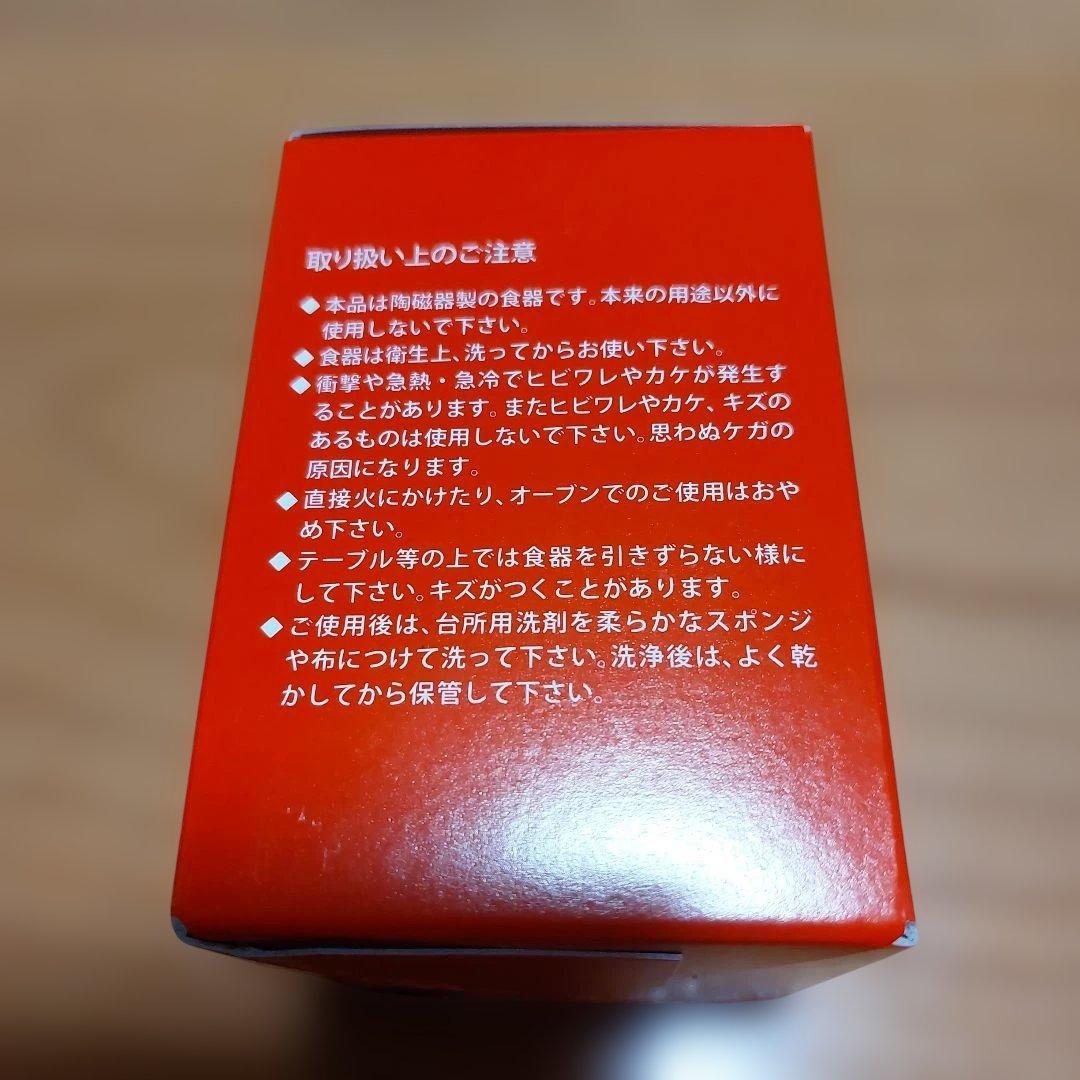 取り扱い上のご注意
◆本品は陶磁器製の食器です。本来の用途以外に
使用しないで下さい。
◆食器は衛生上、洗ってからお使い下さい。
◆衝撃や急熱・急冷でヒビワレやカケが発生す
ることがあります。またヒビワレやカケ、キズの
あるものは使用しないで下さい。思わぬケガの
原因になります。
◆直接火にかけたり、オーブンでのご使用はおや
め下さい。
◆テーブル等の上では食器を引きずらない様に
して下さい。キズがつくことがあります。
◆ご使用後は、台所用洗剤を柔らかなスポンジ
や布につけて洗って下さい。洗浄後は、よく乾
かしてから保管して下さい。